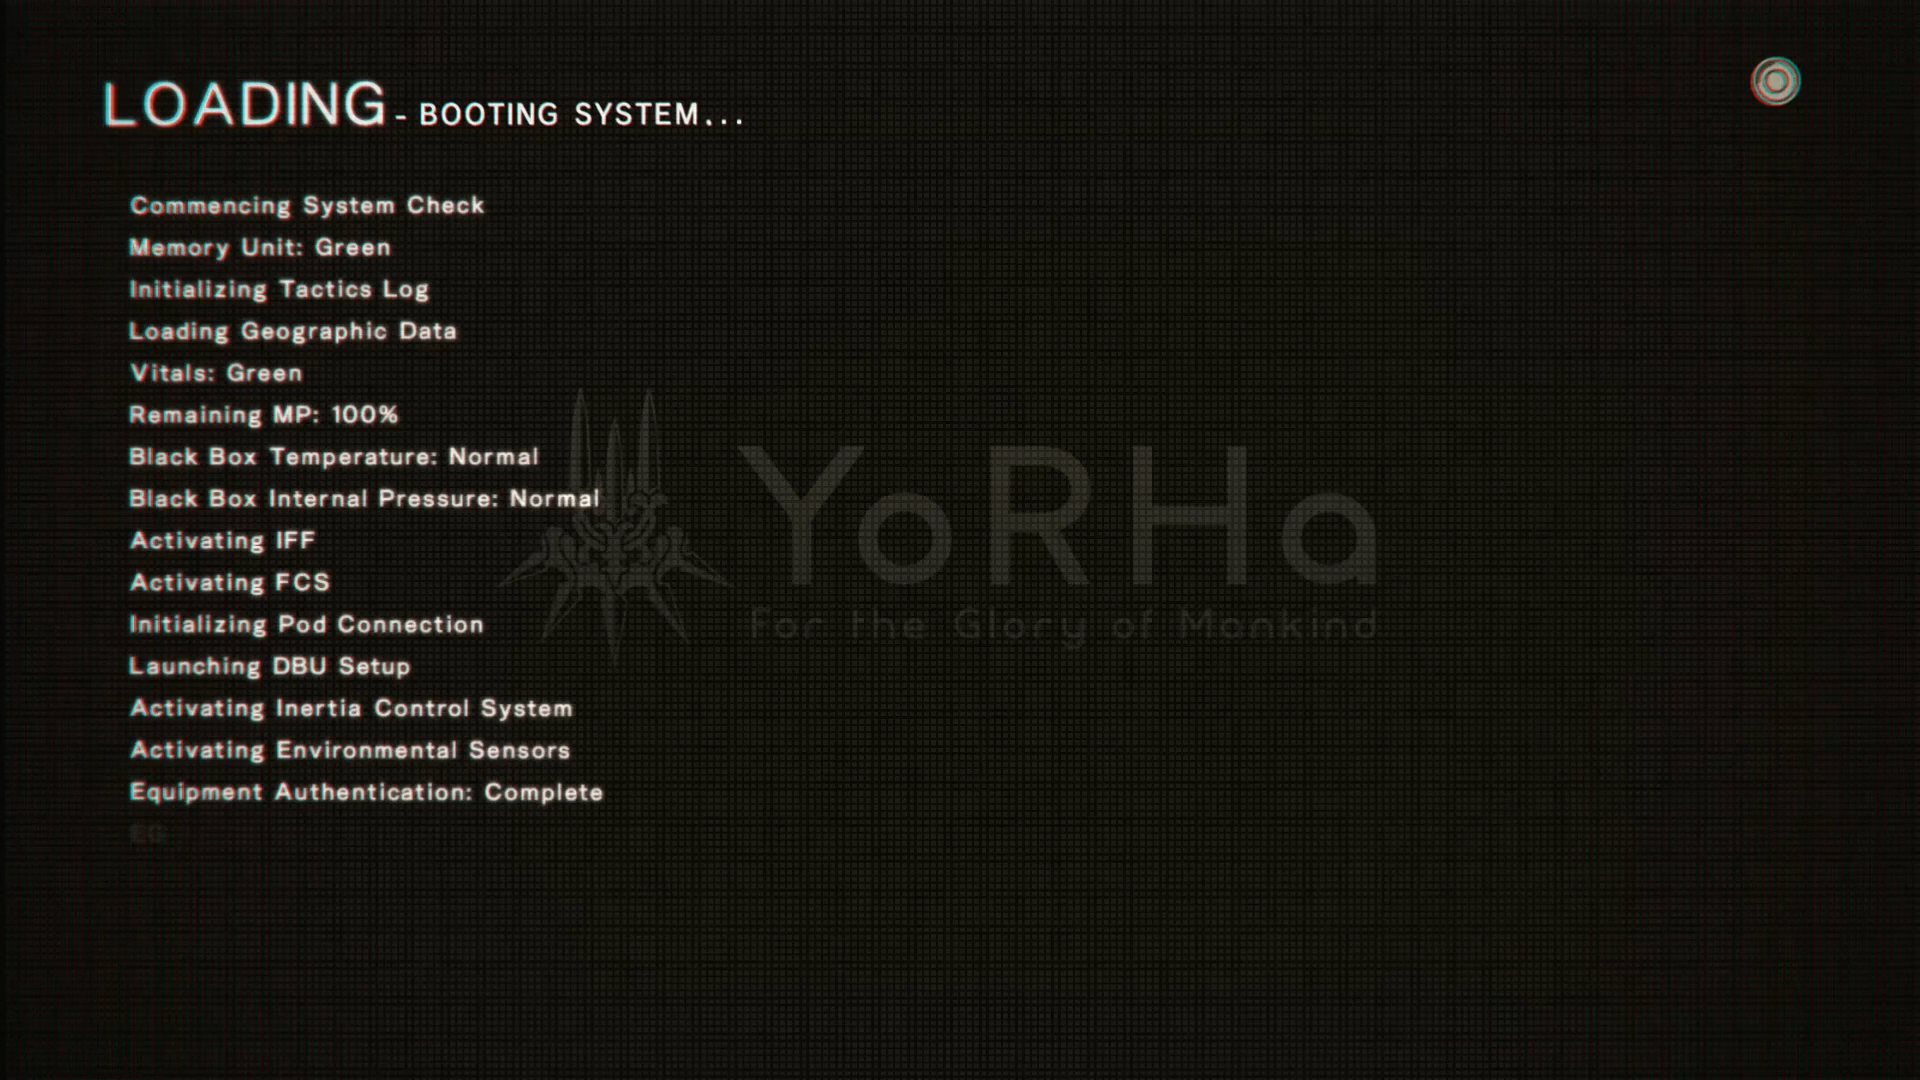 LOADING - BOOTING SYSTEM...
Commencing System Check
Memory Unit: Green
Initializing Tactics Log
Loading Geographic Data
Vitals: Green
Remaining MP: 100%
Black Box Temperature: Normal
Black Box Internal Pressure: Normal
Activating IFF
Activating FCS
Initializing Pod Connection
Launching DBU Setup
Activating Inertia Control System
Activating Environmental Sensors
Equipment Authentication: Complete
YoRHa
For the Glory of Mankind